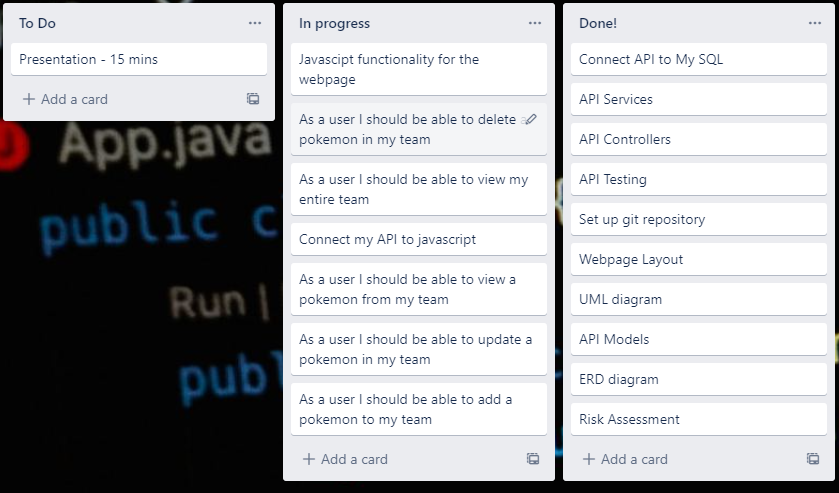 To Do
Presentation - 15 mins
Add a card
In progress
Javascipt functionality for the
webpage
As a user I should be able to delete a
pokemon in my team
As a user I should be able to view my
entire team
Connect my API to javascript
As a user I should be able to view a
pokemon from my team
As a user I should be able to update a
pokemon in my team
As a user I should be able to add a
pokemon to my team
Add a card
Done!
Connect API to My SQL
API Services
API Controllers
API Testing
Set up git repository
Webpage Layout
UML diagram
API Models
ERD diagram
Risk Assessment
Add a card
App.java
public c
Run |
publ